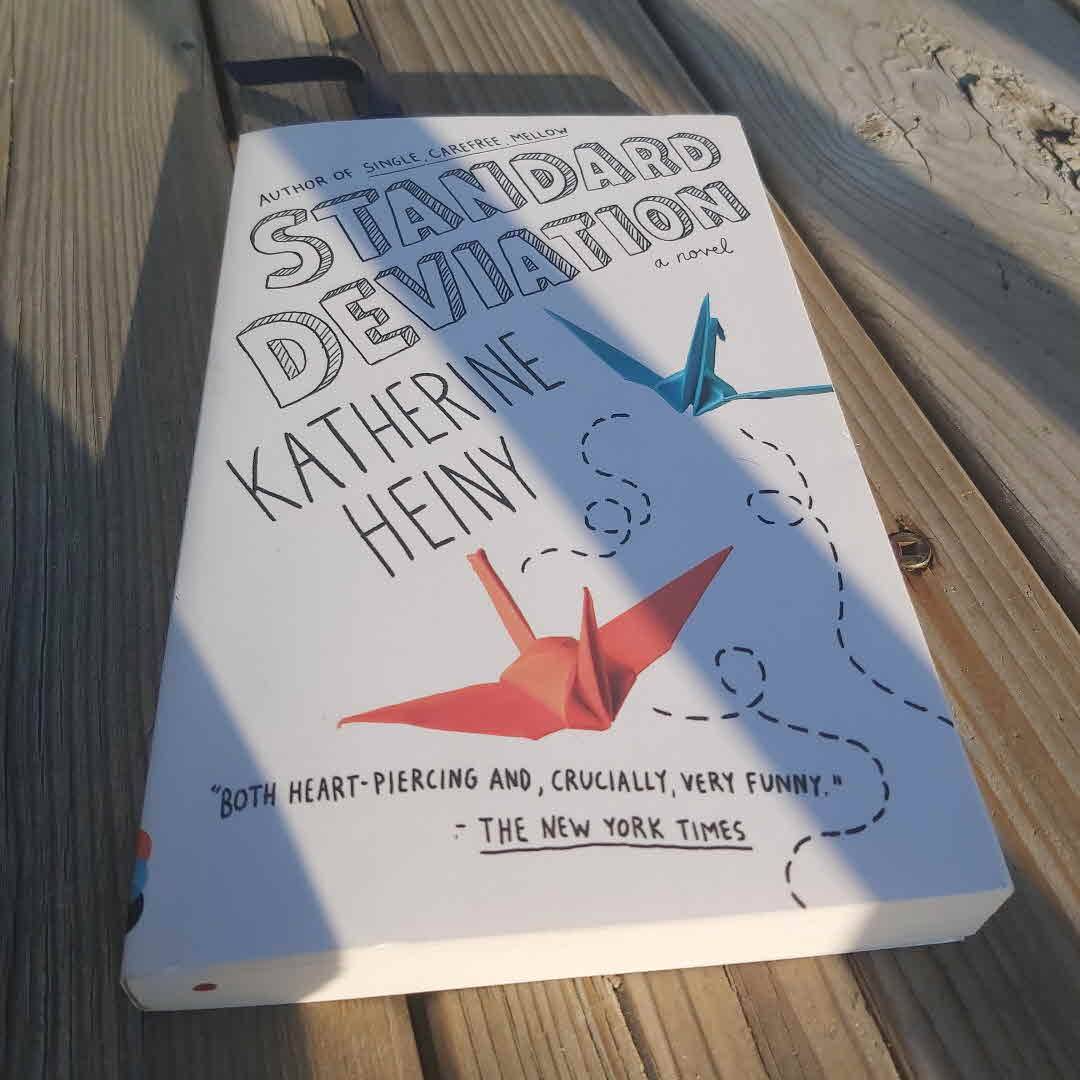 AUTHOR OF SINGLE, CAREFREE, MELLOW
STANDARD
DEVIATION
a novel
KATHERINE
HEINY
"BOTH HEART-PIERCING AND, CRUCIALLY, VERY FUNNY."
- THE NEW YORK TIMES